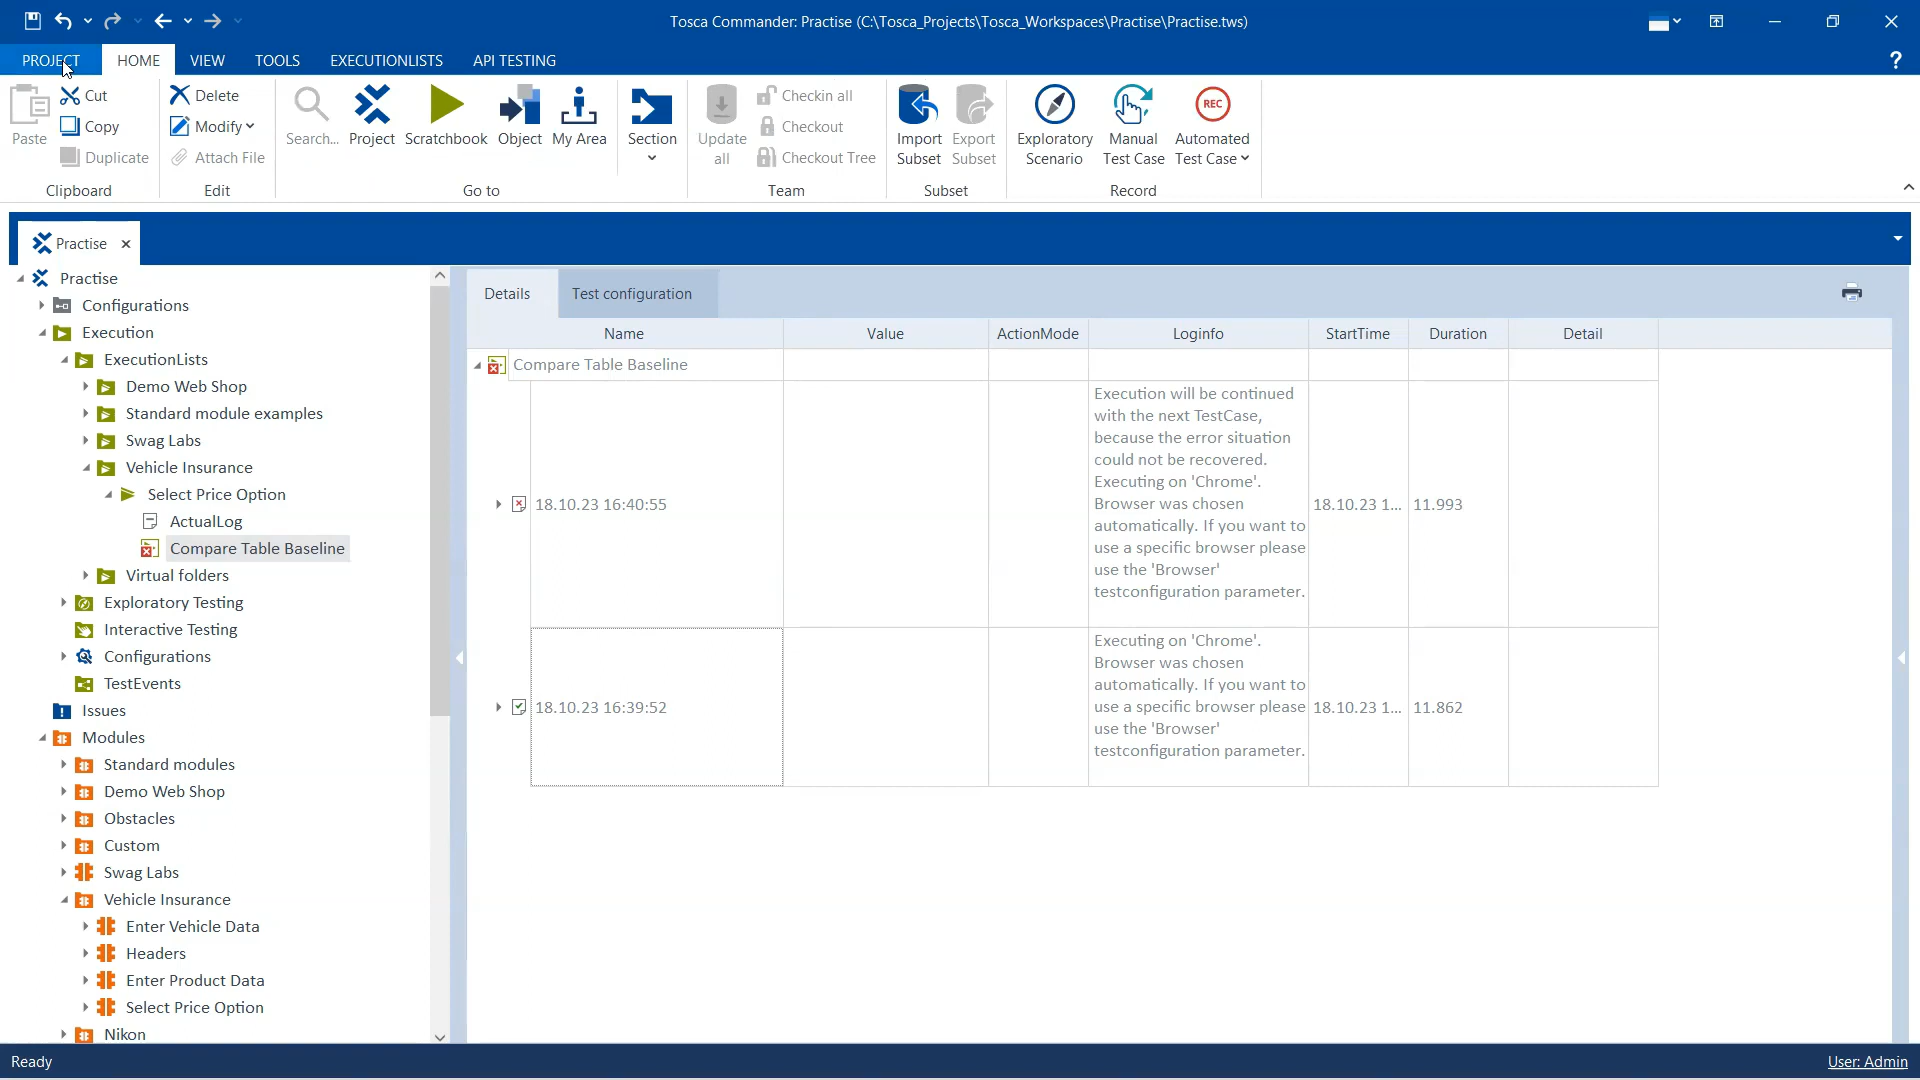 Tosca Commander: Practise (C:\Tosca_Projects\Tosca_Workspaces\Practise\Practise.tws)
PROJECT HOME VIEW TOOLS EXECUTIONLISTS API TESTING ?
Paste
Cut
Copy
Duplicate
Clipboard
Delete
Modify
Attach File
Edit
Search... Project Scratchbook Object My Area
Go to
Section
Update all
Checkin all
Checkout
Checkout Tree
Team
Import Subset
Export Subset
Subset
Exploratory Scenario
Manual Test Case
REC
Automated Test Case
Record
Practise
Practise
Configurations
Execution
ExecutionLists
Demo Web Shop
Standard module examples
Swag Labs
Vehicle Insurance
Select Price Option
ActualLog
Compare Table Baseline
Virtual folders
Exploratory Testing
Interactive Testing
Configurations
TestEvents
Issues
Modules
Standard modules
Demo Web Shop
Obstacles
Custom
Swag Labs
Vehicle Insurance
Enter Vehicle Data
Headers
Enter Product Data
Select Price Option
Nikon
Details Test configuration
Name Value ActionMode Loginfo StartTime Duration Detail
Compare Table Baseline
18.10.23 16:40:55
Execution will be continued
with the next TestCase,
because the error situation
could not be recovered.
Executing on 'Chrome'.
Browser was chosen
automatically. If you want to
use a specific browser please
use the 'Browser'
testconfiguration parameter.
18.10.23 1... 11.993
18.10.23 16:39:52
Executing on 'Chrome'.
Browser was chosen
automatically. If you want to
use a specific browser please
use the 'Browser'
testconfiguration parameter.
18.10.23 1... 11.862
Ready User: Admin